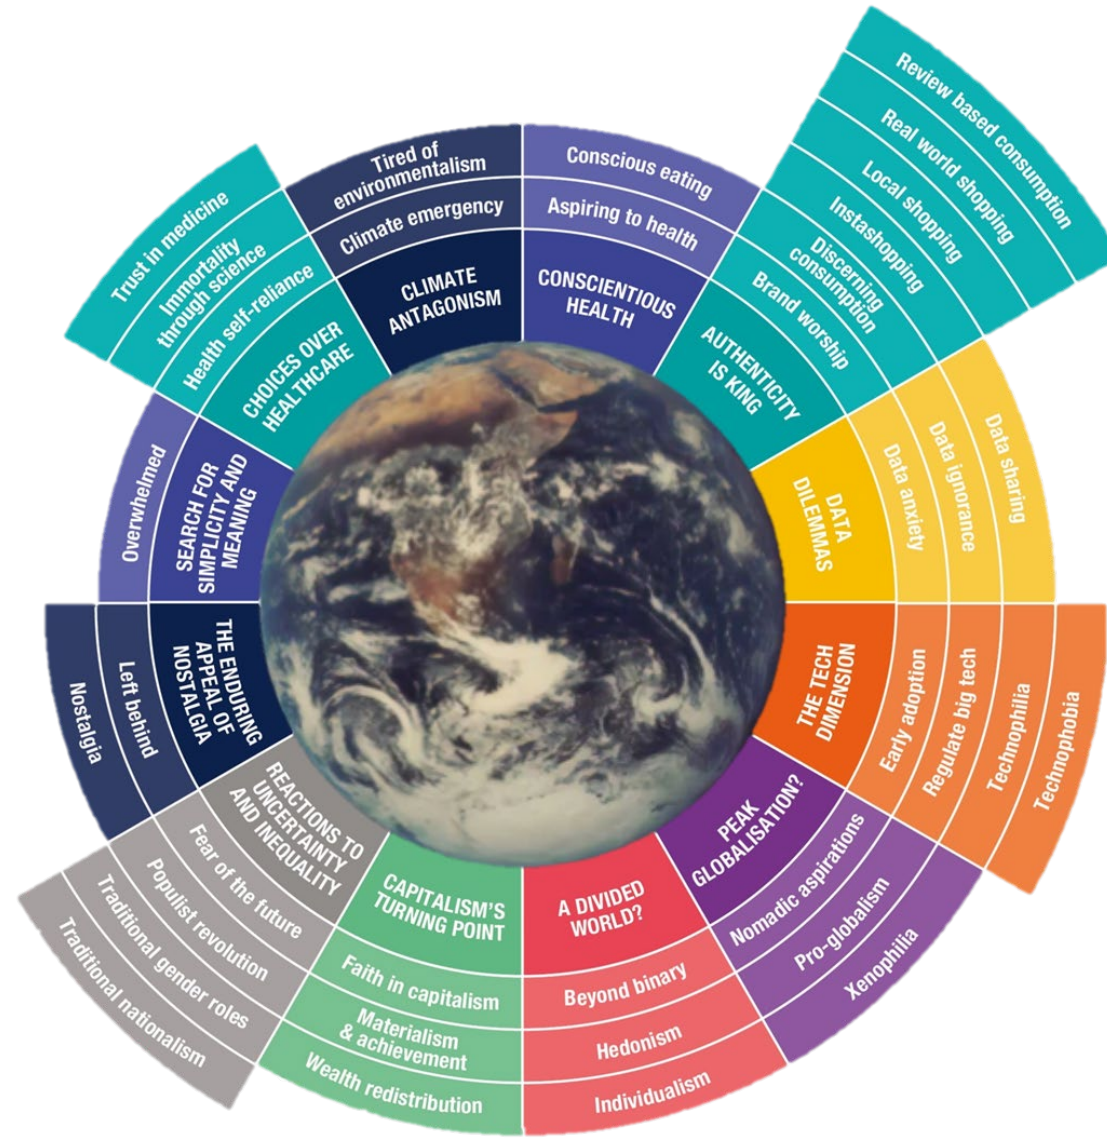 CLIMATE
ANTAGONISM
Climate emergency
Tired of
environmentalism
CONSCIENTIOUS
HEALTH
Aspiring to health
Conscious eating
AUTHENTICITY
IS KING
Brand worship
Discerning
consumption
Instashopping
Local shopping
Real world shopping
Review based consumption
DATA
DILEMMAS
Data anxiety
Data ignorance
Data sharing
THE TECH
DIMENSION
Early adoption
Regulate big tech
Technophilia
Technophobia
PEAK
GLOBALISATION?
Nomadic aspirations
Pro-globalism
Xenophilia
A DIVIDED
WORLD?
Beyond binary
Hedonism
Individualism
CAPITALISM'S
TURNING POINT
Faith in capitalism
Materialism
& achievement
Wealth redistribution
REACTIONS TO
UNCERTAINTY
AND INEQUALITY
Fear of the future
Populist revolution
Traditional gender roles
Traditional nationalism
THE ENDURING
APPEAL OF
NOSTALGIA
Left behind
Nostalgia
SEARCH FOR
SIMPLICITY AND
MEANING
Overwhelmed
CHOICES OVER
HEALTHCARE
Health self-reliance
Immortality
through science
Trust in medicine